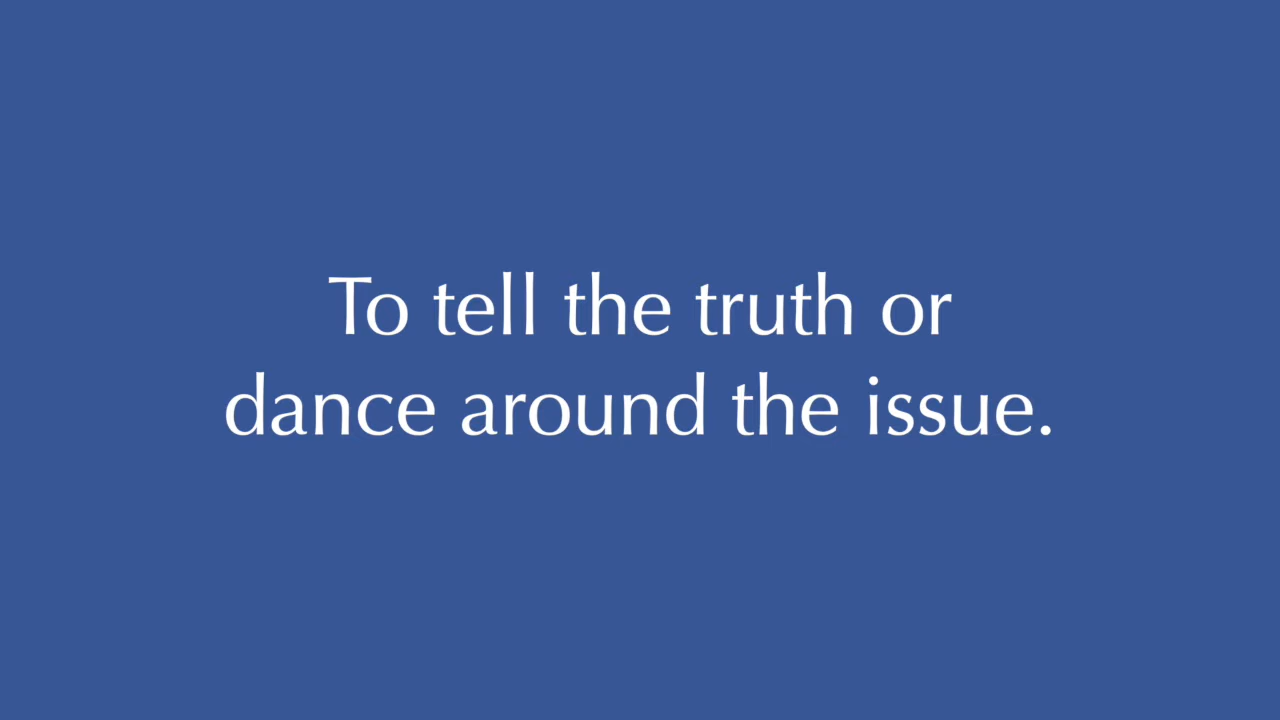 To tell the truth or
dance around the issue.